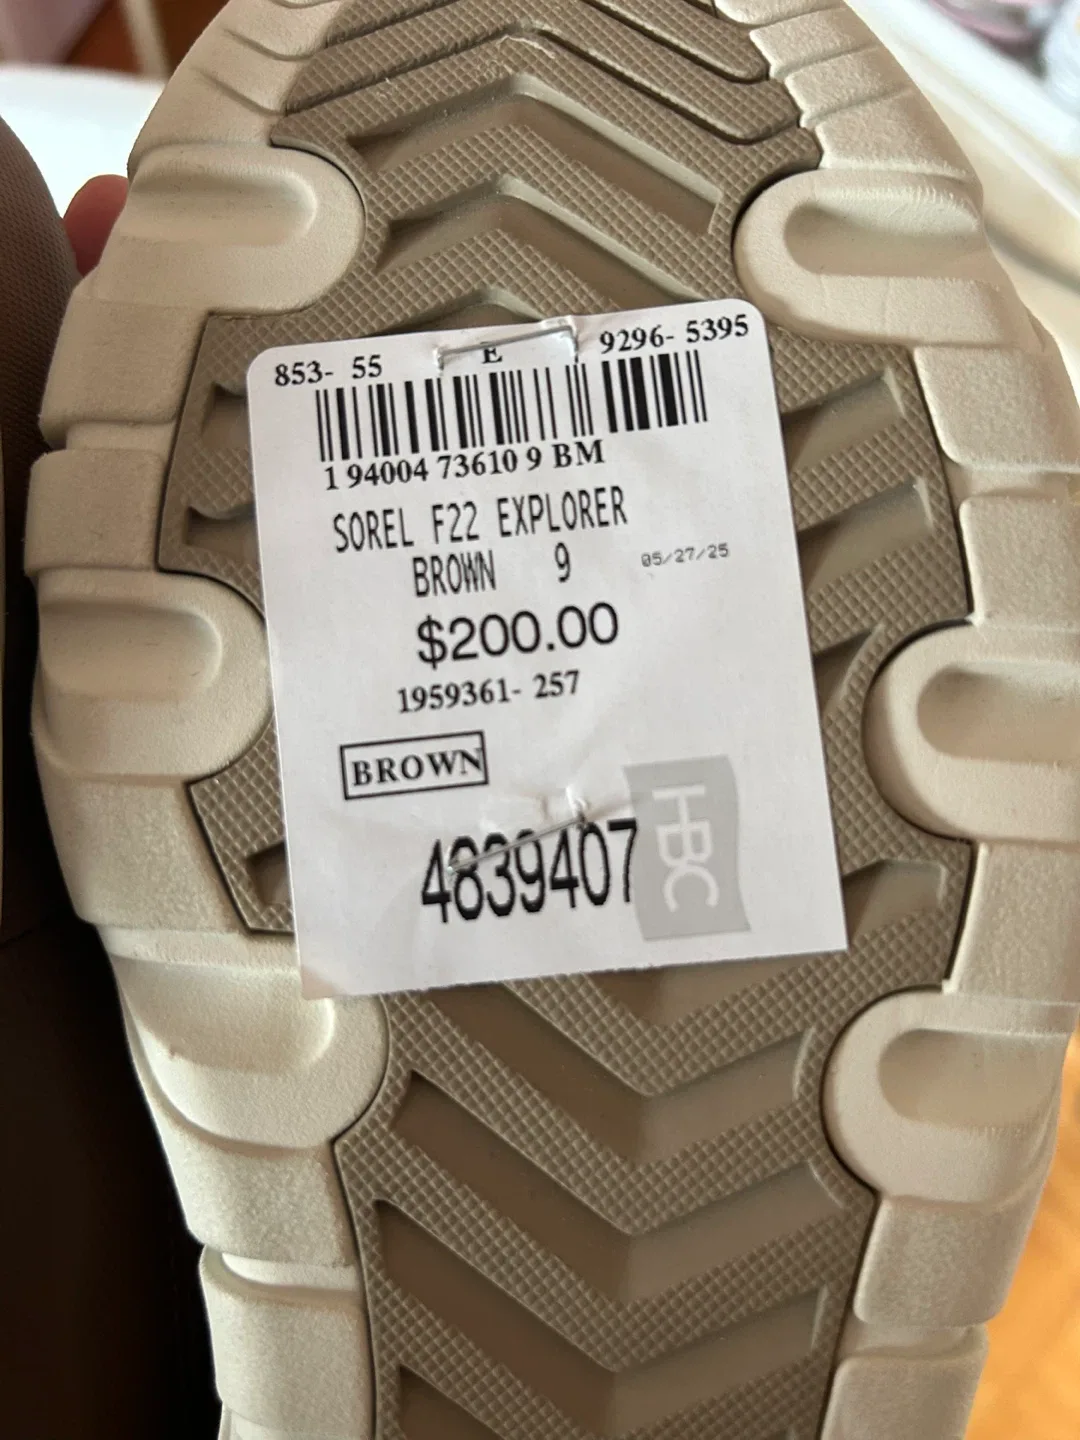 853- 55 E 9296- 5395
1 94004 73610 9 BM
SOREL F22 EXPLORER
BROWN 9 05/27/25
$200.00
1959361- 257
BROWN
4839407
HBC